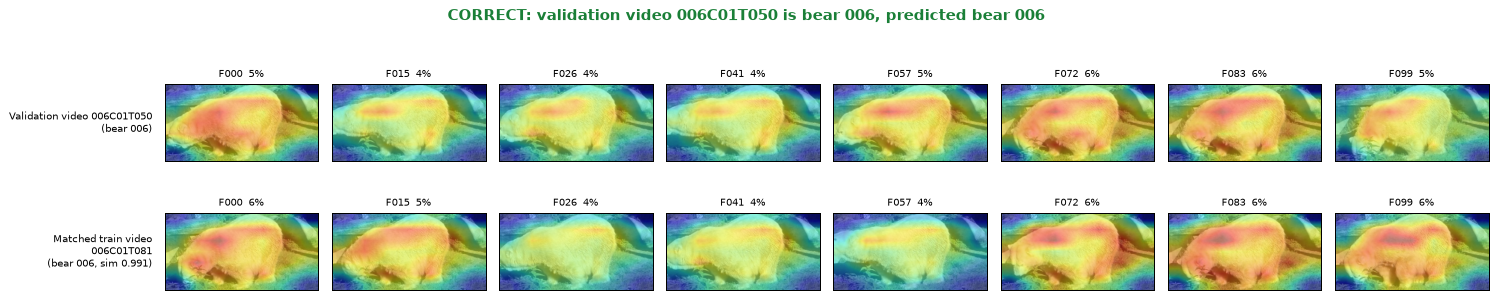 CORRECT: validation video 006C01T050 is bear 006, predicted bear 006
F000 5%
F015 4%
F026 4%
F041 4%
F057 5%
F072 6%
F083 6%
F099 5%
Validation video 006C01T050
(bear 006)
F000 6%
F015 5%
F026 4%
F041 4%
F057 4%
F072 6%
F083 6%
F099 6%
Matched train video
006C01T081
(bear 006, sim 0.991)